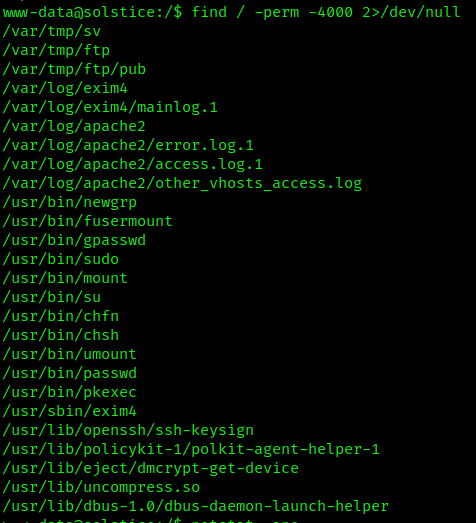 www-data@solstice:/$ find / -perm -4000 2>/dev/null
/var/tmp/sv
/var/tmp/ftp
/var/tmp/ftp/pub
/var/log/exim4
/var/log/exim4/mainlog.1
/var/log/apache2
/var/log/apache2/error.log.1
/var/log/apache2/access.log.1
/var/log/apache2/other_vhosts_access.log
/usr/bin/newgrp
/usr/bin/fusermount
/usr/bin/gpasswd
/usr/bin/sudo
/usr/bin/mount
/usr/bin/su
/usr/bin/chfn
/usr/bin/chsh
/usr/bin/umount
/usr/bin/passwd
/usr/bin/pkexec
/usr/sbin/exim4
/usr/lib/openssh/ssh-keysign
/usr/lib/policykit-1/polkit-agent-helper-1
/usr/lib/eject/dmcrypt-get-device
/usr/lib/uncompress.so
/usr/lib/dbus-1.0/dbus-daemon-launch-helper